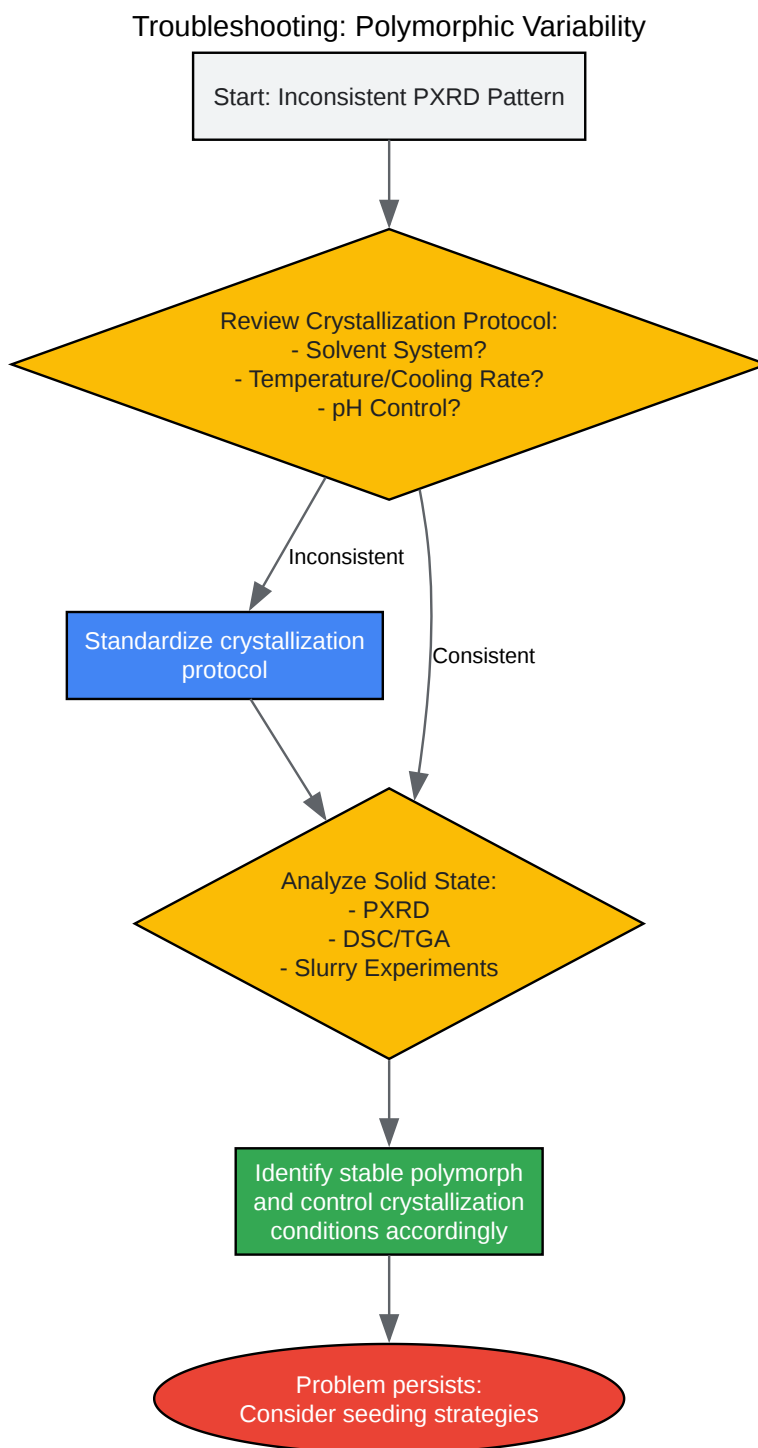 Troubleshooting: Polymorphic Variability
Start: Inconsistent PXRD Pattern
Review Crystallization Protocol:
- Solvent System?
- Temperature/Cooling Rate?
- pH Control?
Inconsistent
Standardize crystallization
protocol
Consistent
Analyze Solid State:
- PXRD
- DSC/TGA
- Slurry Experiments
Identify stable polymorph
and control crystallization
conditions accordingly
Problem persists:
Consider seeding strategies